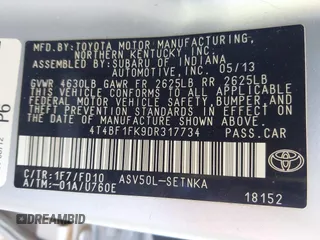 MFD. BY:
TOYOTA MOTOR MANUFACTURING,
NORTHERN KENTUCKY, INC.
BY: SUBARU OF INDIANA
AUTOMOTIVE, INC. 05/13
GVWR 4630LB GAWR FR 2625LB RR 2625LB
THIS VEHICLE CONFORMS TO ALL APPLICABLE
FEDERAL MOTOR VEHICLE SAFETY, BUMPER, AND
THEFT PREVENTION STANDARDS IN EFFECT ON THE
DATE OF MANUFACTURE SHOWN ABOVE.
4T4BF1FK9DR317734 PASS.CAR
C/TR:1F7/FD10 ASV50L-SETNKA
A/TM:-01A/U760E
TOYOTA
18152
P6
DREAMBID